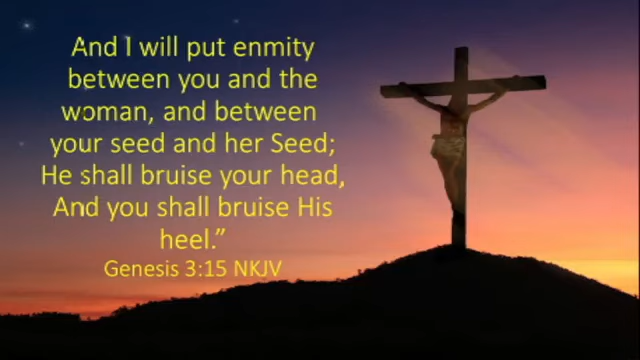 And I will put enmity
between you and the
woman, and between
your seed and her Seed;
He shall bruise your head,
And you shall bruise His
heel.”
Genesis 3:15 NKJV